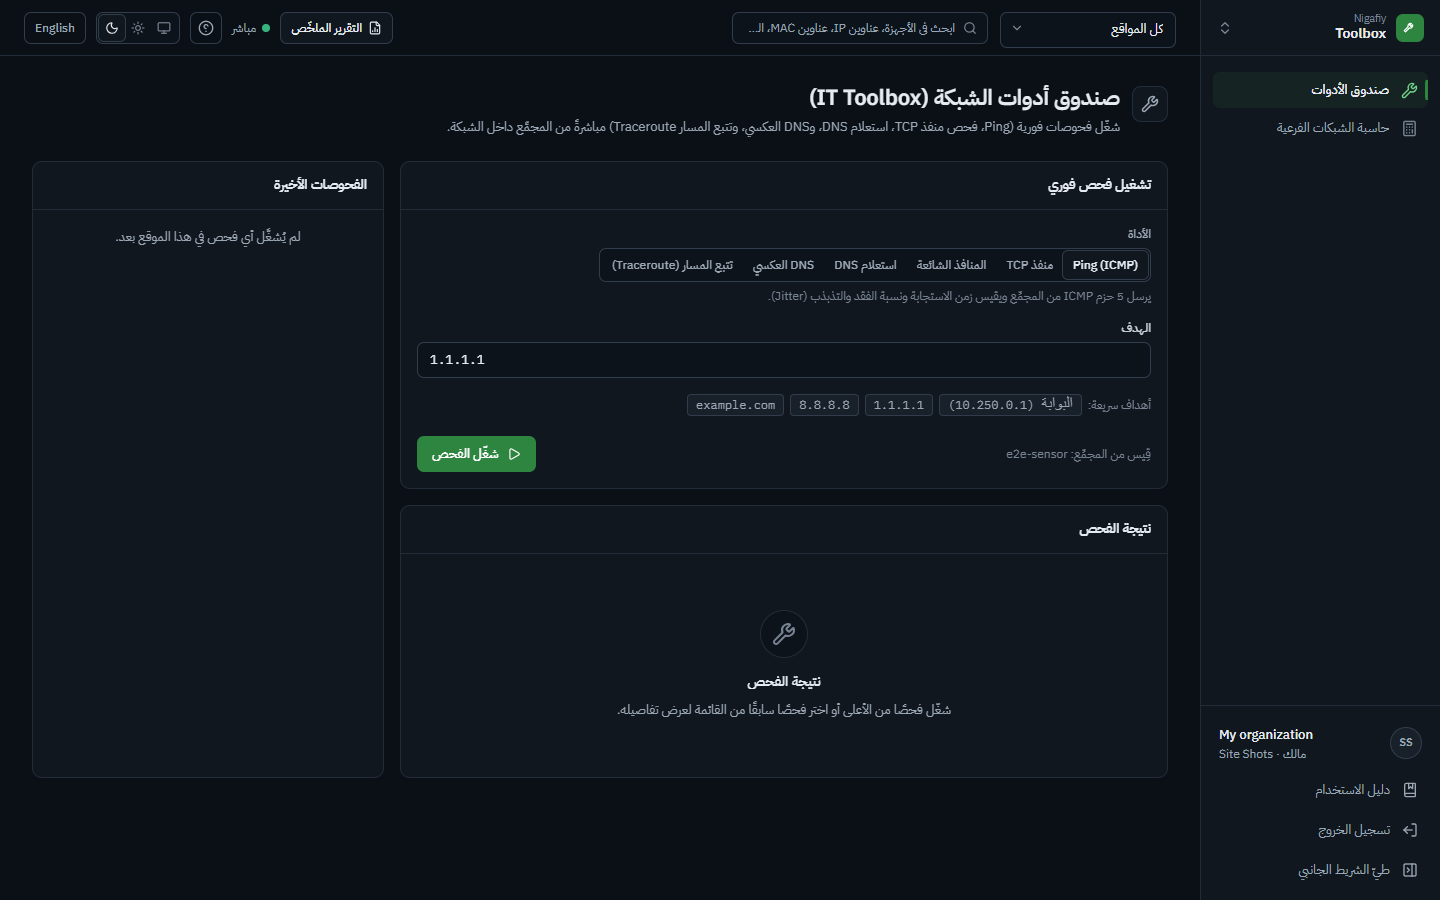 Nigafiy
Toolbox
كل المواقع
ابحث في الأجهزة، عناوين IP، عناوين MAC، الـ...
التقرير الملخّص
مباشر
English
صندوق الأدوات
حاسبة الشبكات الفرعية
صندوق أدوات الشبكة (IT Toolbox)
شغّل فحوصات فورية (Ping، فحص منفذ TCP، استعلام DNS، وDNS العكسي، وتتبع المسار Traceroute) مباشرةً من المجمّع داخل الشبكة.
تشغيل فحص فوري
الأداة
Ping (ICMP)
منفذ TCP
المنافذ الشائعة
استعلام DNS
DNS العكسي
تتبع المسار (Traceroute)
يرسل 5 حزم ICMP من المجمّع ويقيس زمن الاستجابة ونسبة الفقد والتذبذب (Jitter).
الهدف
1.1.1.1
أهداف سريعة:
البوابة (10.250.0.1)
1.1.1.1
8.8.8.8
example.com
قِيس من المجمّع: e2e-sensor
شغّل الفحص
نتيجة الفحص
نتيجة الفحص
شغّل فحصًا من الأعلى أو اختر فحصًا سابقًا من القائمة لعرض تفاصيله.
الفحوصات الأخيرة
لم يُشغَّل أي فحص في هذا الموقع بعد.
SS
My organization
مالك · Site Shots
دليل الاستخدام
تسجيل الخروج
طيّ الشريط الجانبي